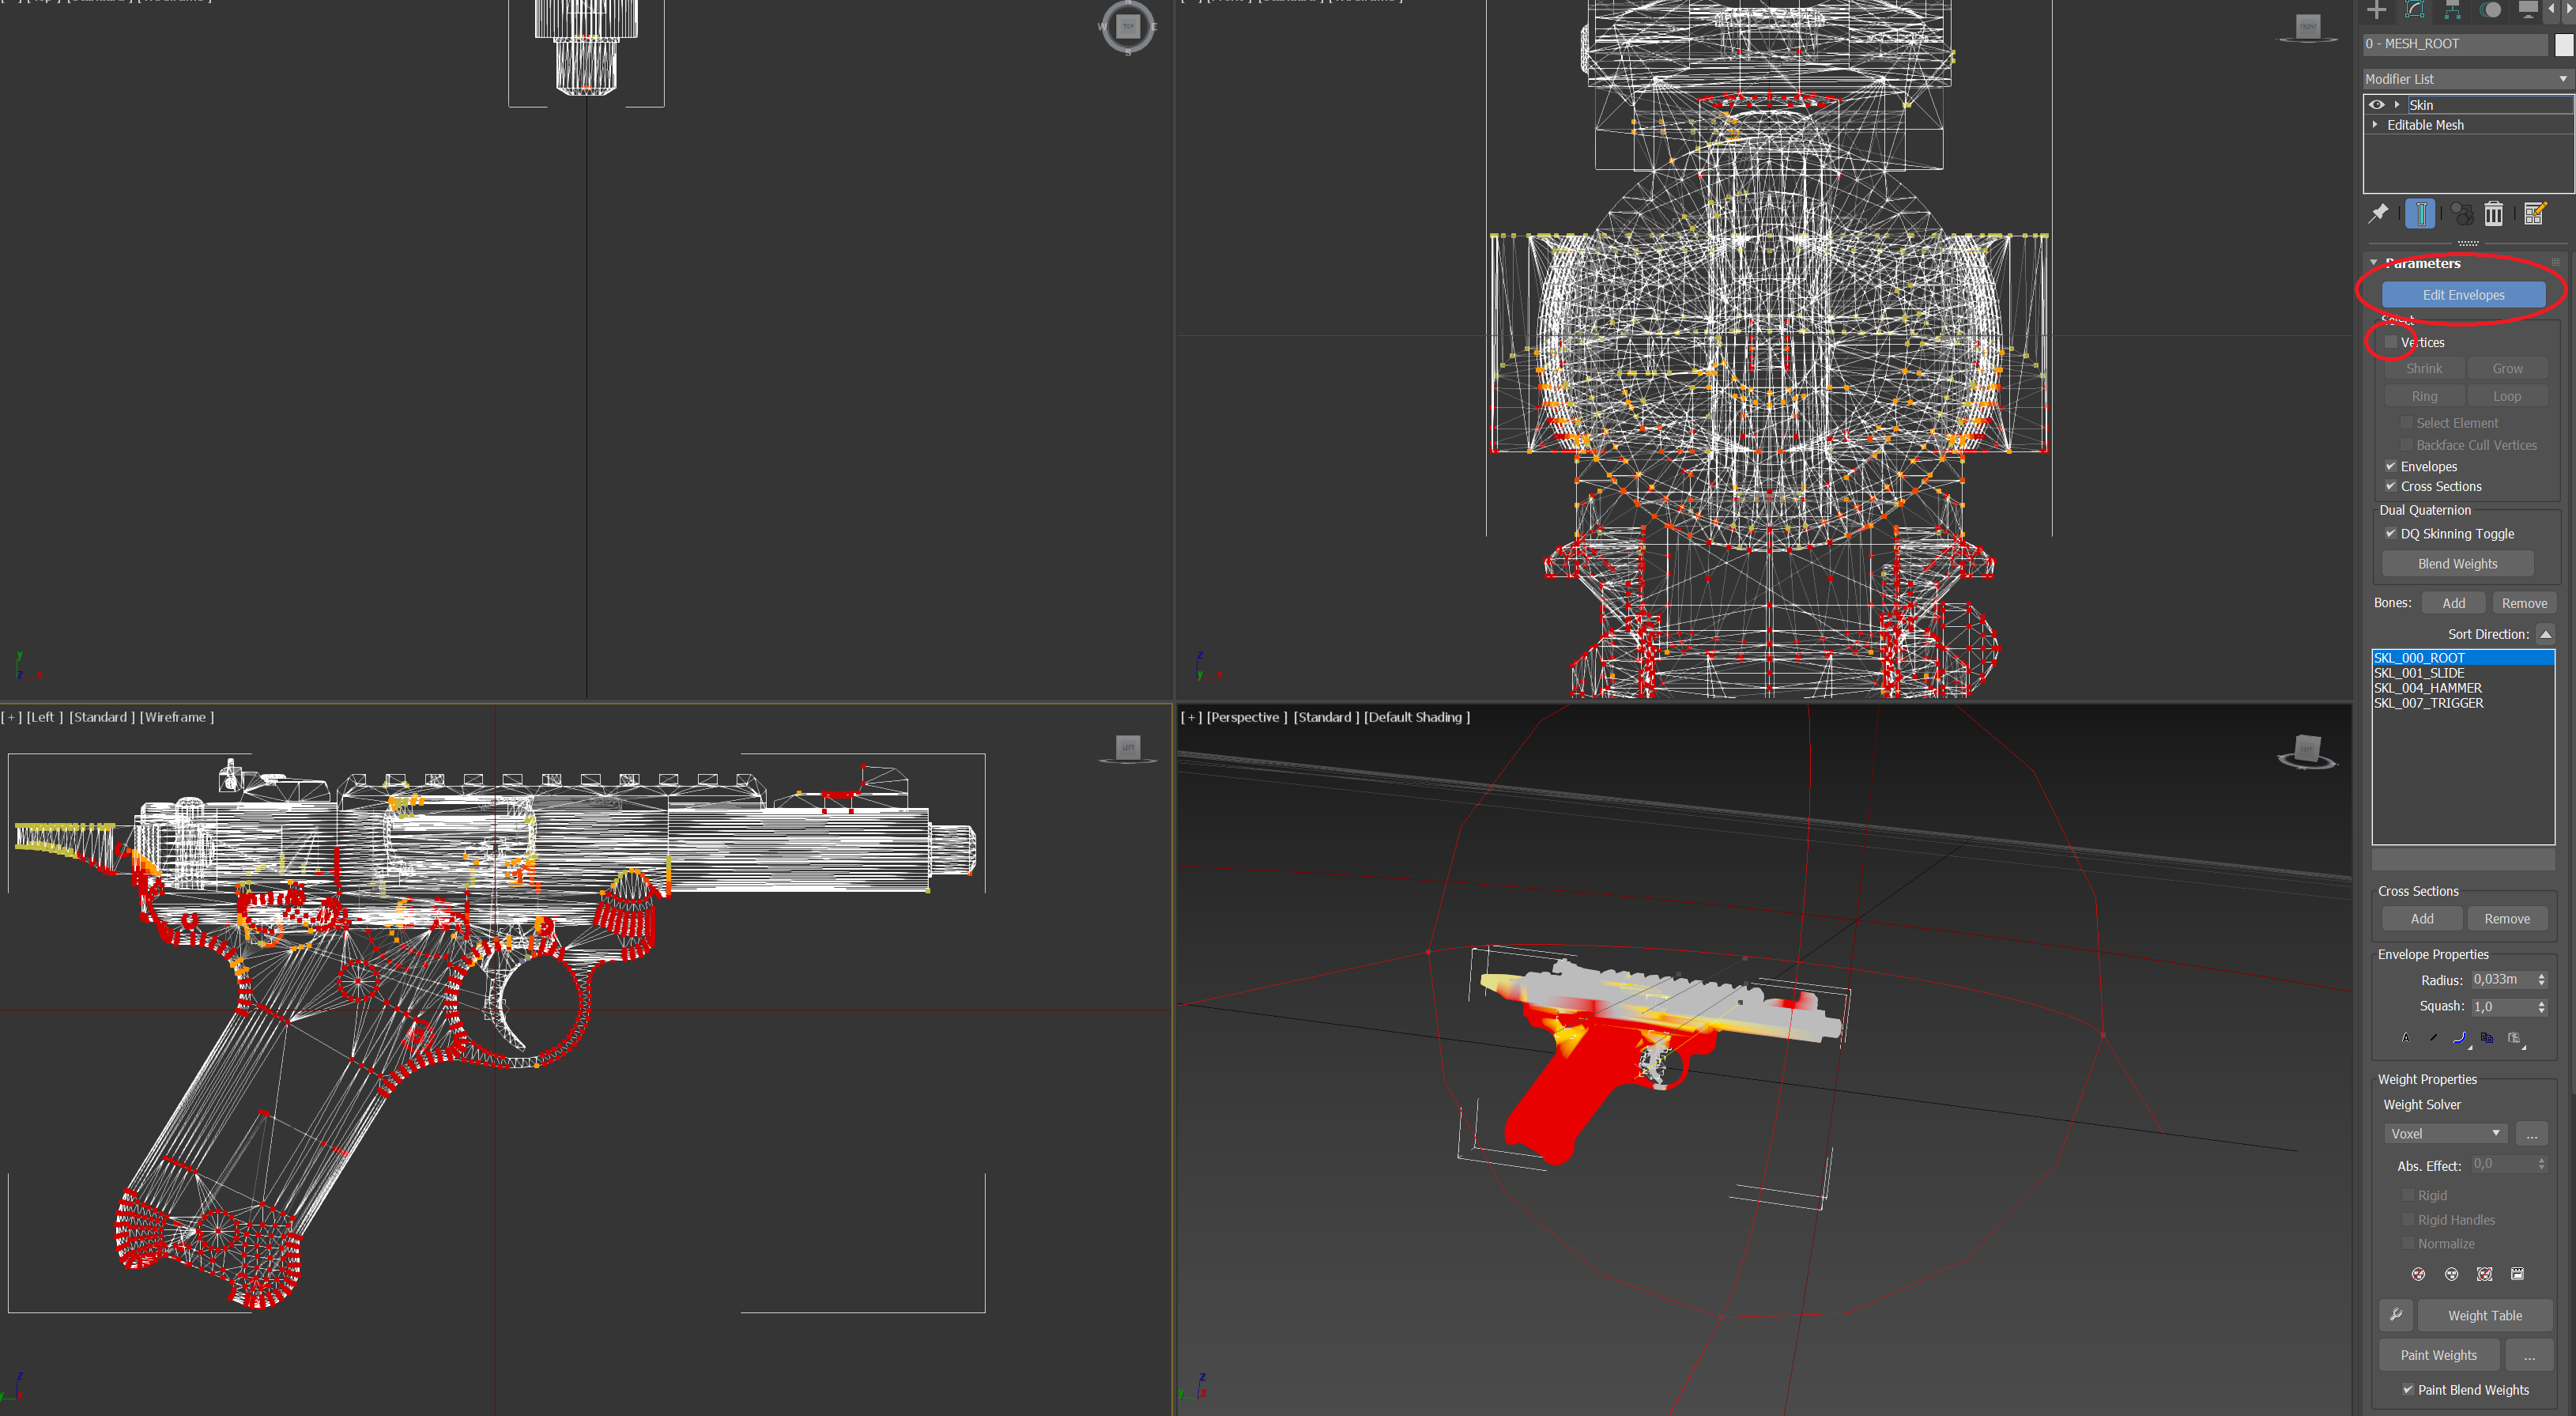 [Left ] [Standard ] [Wireframe ]
[+] [Perspective ] [Standard ] [Default Shading ]
TOP
W
E
S
FRONT
LEFT
y
z
x
z
y
x
z
y
x
z
y
x
0 - MESH_ROOT
Modifier List
Skin
Editable Mesh
Parameters
Edit Envelopes
Select
Vertices
Shrink Grow
Ring Loop
Select Element
Backface Cull Vertices
Envelopes
Cross Sections
Dual Quaternion
DQ Skinning Toggle
Blend Weights
Bones: Add Remove
Sort Direction:
SKL_000_ROOT
SKL_001_SLIDE
SKL_004_HAMMER
SKL_007_TRIGGER
Cross Sections
Add Remove
Envelope Properties
Radius: 0,033m
Squash: 1,0
A
Weight Properties
Weight Solver
Voxel ...
Abs. Effect: 0,0
Rigid
Rigid Handles
Normalize
Weight Table
Paint Weights ...
Paint Blend Weights